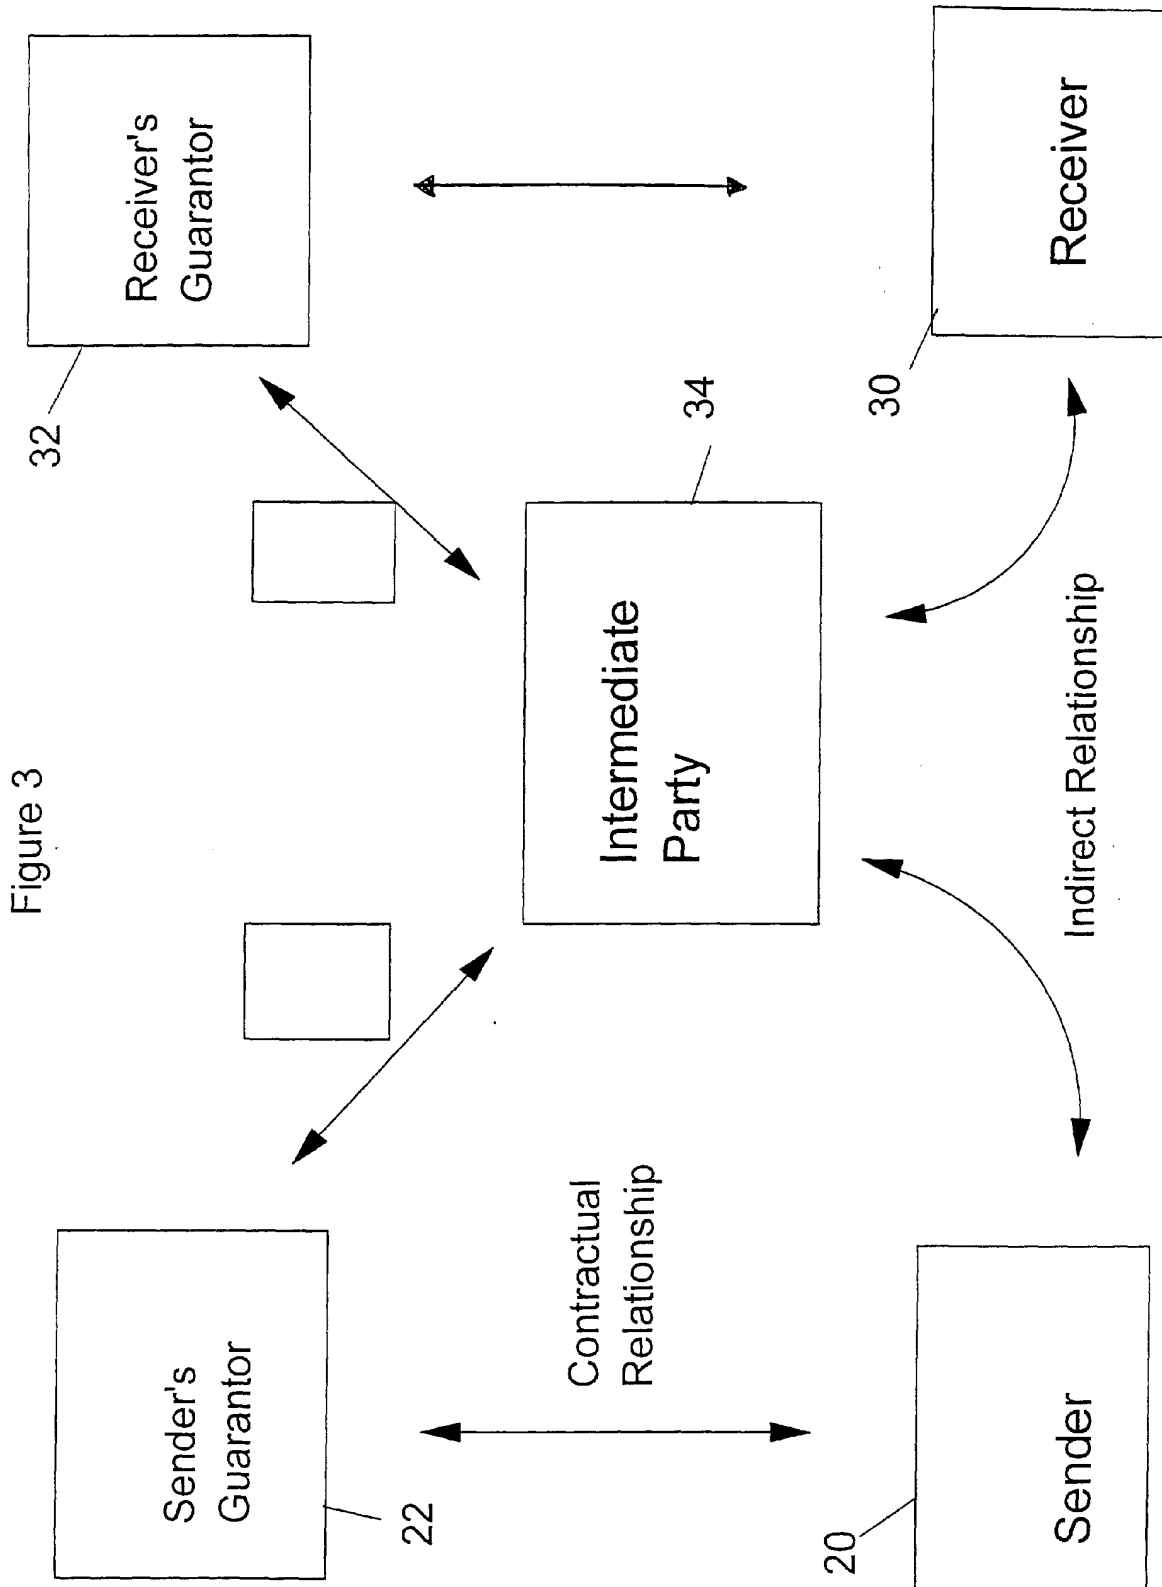 Figure 3
Sender's
Guarantor
22
Contractual
Relationship
20
Sender
Intermediate
Party
34
Indirect Relationship
32
Receiver's
Guarantor
30
Receiver